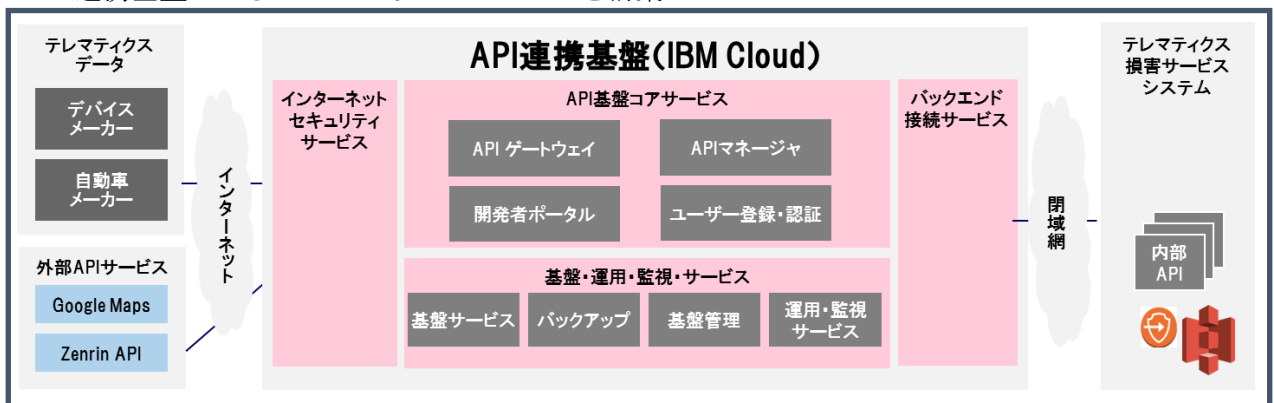 テレマティクス
データ
デバイス
メーカー
自動車
メーカー
外部APIサービス
Google Maps
Zenrin API
インターネット
API連携基盤(IBM Cloud)
インターネット
セキュリティ
サービス
API基盤コアサービス
API ゲートウェイ
APIマネージャ
開発者ポータル
ユーザー登録・認証
基盤・運用・監視・サービス
基盤サービス
バックアップ
基盤管理
運用・監視
サービス
バックエンド
接続サービス
閉域網
テレマティクス
損害サービス
システム
内部
API